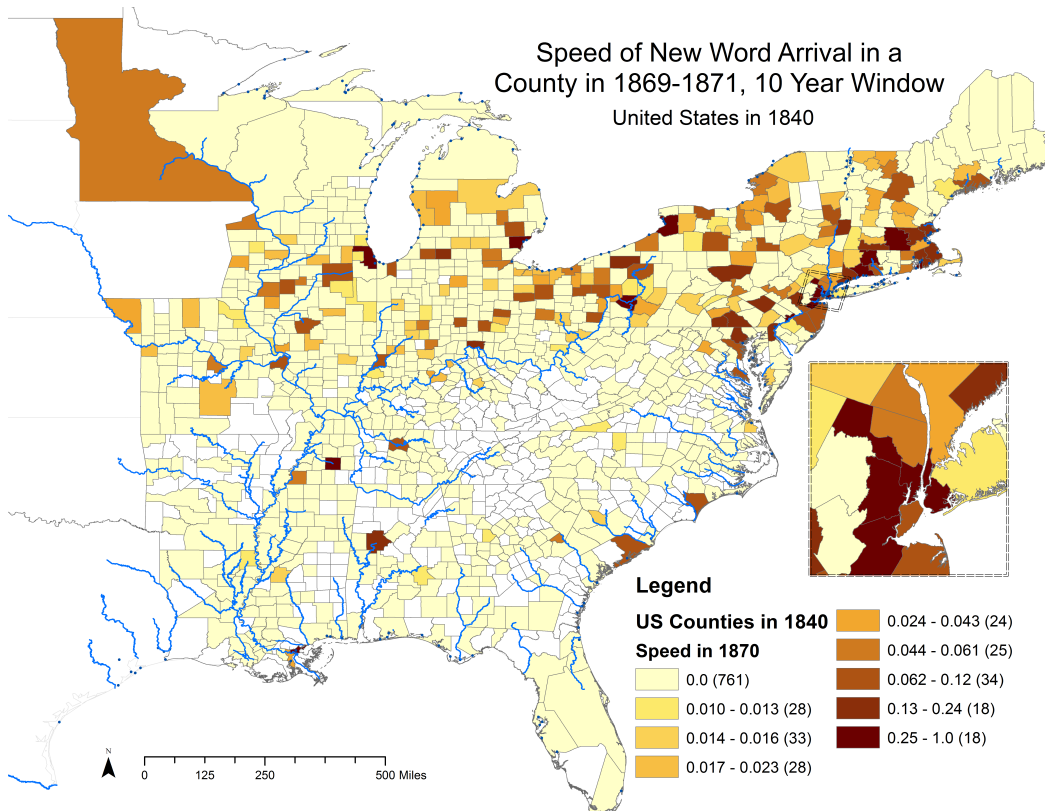 Speed of New Word Arrival in a
County in 1869-1871, 10 Year Window
United States in 1840
Legend
US Counties in 1840
Speed in 1870
0.0 (761)
0.010 - 0.013 (28)
0.014 - 0.016 (33)
0.017 - 0.023 (28)
0.024 - 0.043 (24)
0.044 - 0.061 (25)
0.062 - 0.12 (34)
0.13 - 0.24 (18)
0.25 - 1.0 (18)
N
0 125 250 500 Miles